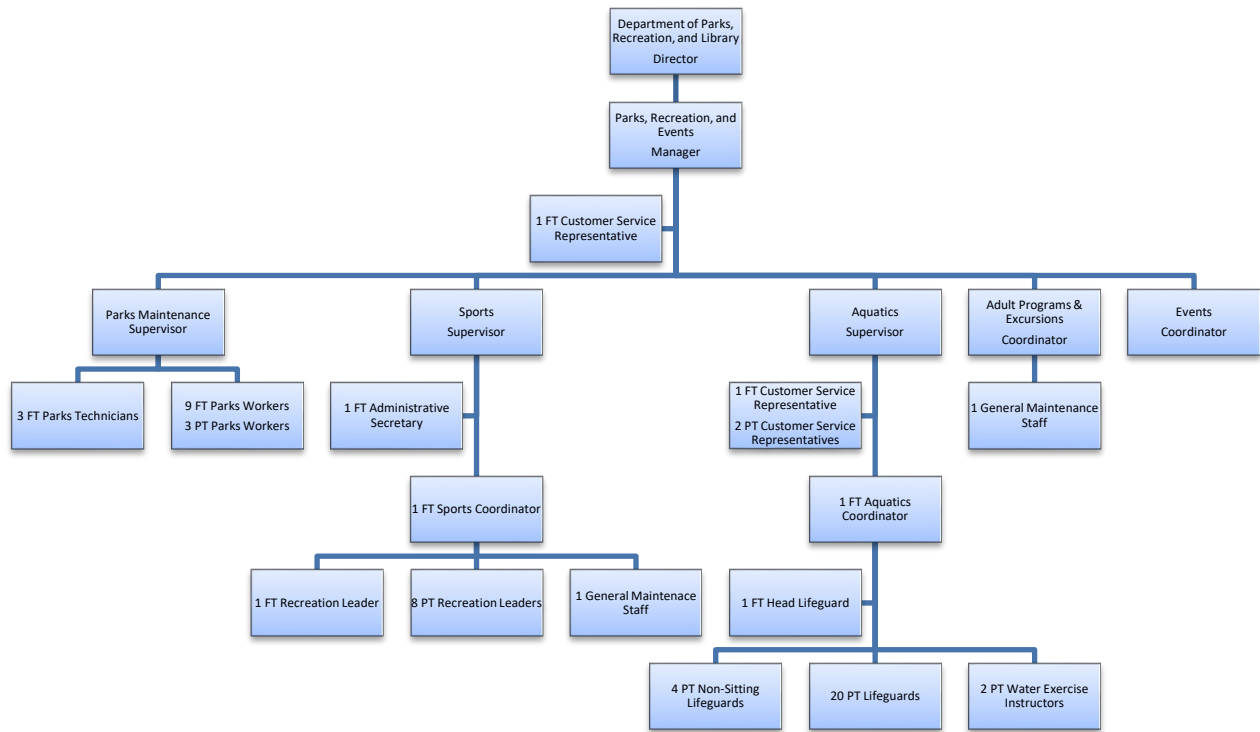 Department of Parks,
Recreation, and Library
Director
Parks, Recreation, and
Events
Manager
1 FT Customer Service
Representative
Parks Maintenance
Supervisor
Sports
Supervisor
Aquatics
Supervisor
Adult Programs &
Excursions
Coordinator
Events
Coordinator
3 FT Parks Technicians
9 FT Parks Workers
3 PT Parks Workers
1 FT Administrative
Secretary
1 FT Customer Service
Representative
2 PT Customer Service
Representatives
1 General Maintenance
Staff
1 FT Sports Coordinator
1 FT Aquatics
Coordinator
1 FT Recreation Leader
8 PT Recreation Leaders
1 General Maintenace
Staff
1 FT Head Lifeguard
4 PT Non-Sitting
Lifeguards
20 PT Lifeguards
2 PT Water Exercise
Instructors